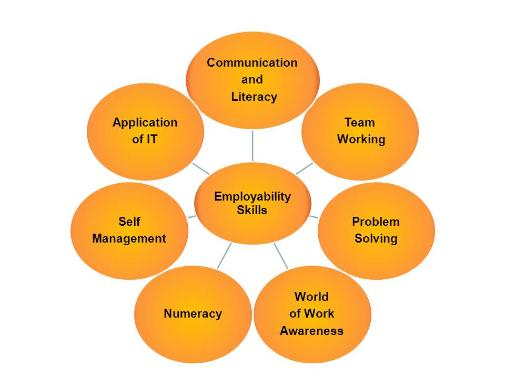 Communication
and
Literacy
Team
Working
Problem
Solving
World
of Work
Awareness
Numeracy
Self
Management
Application
of IT
Employability
Skills